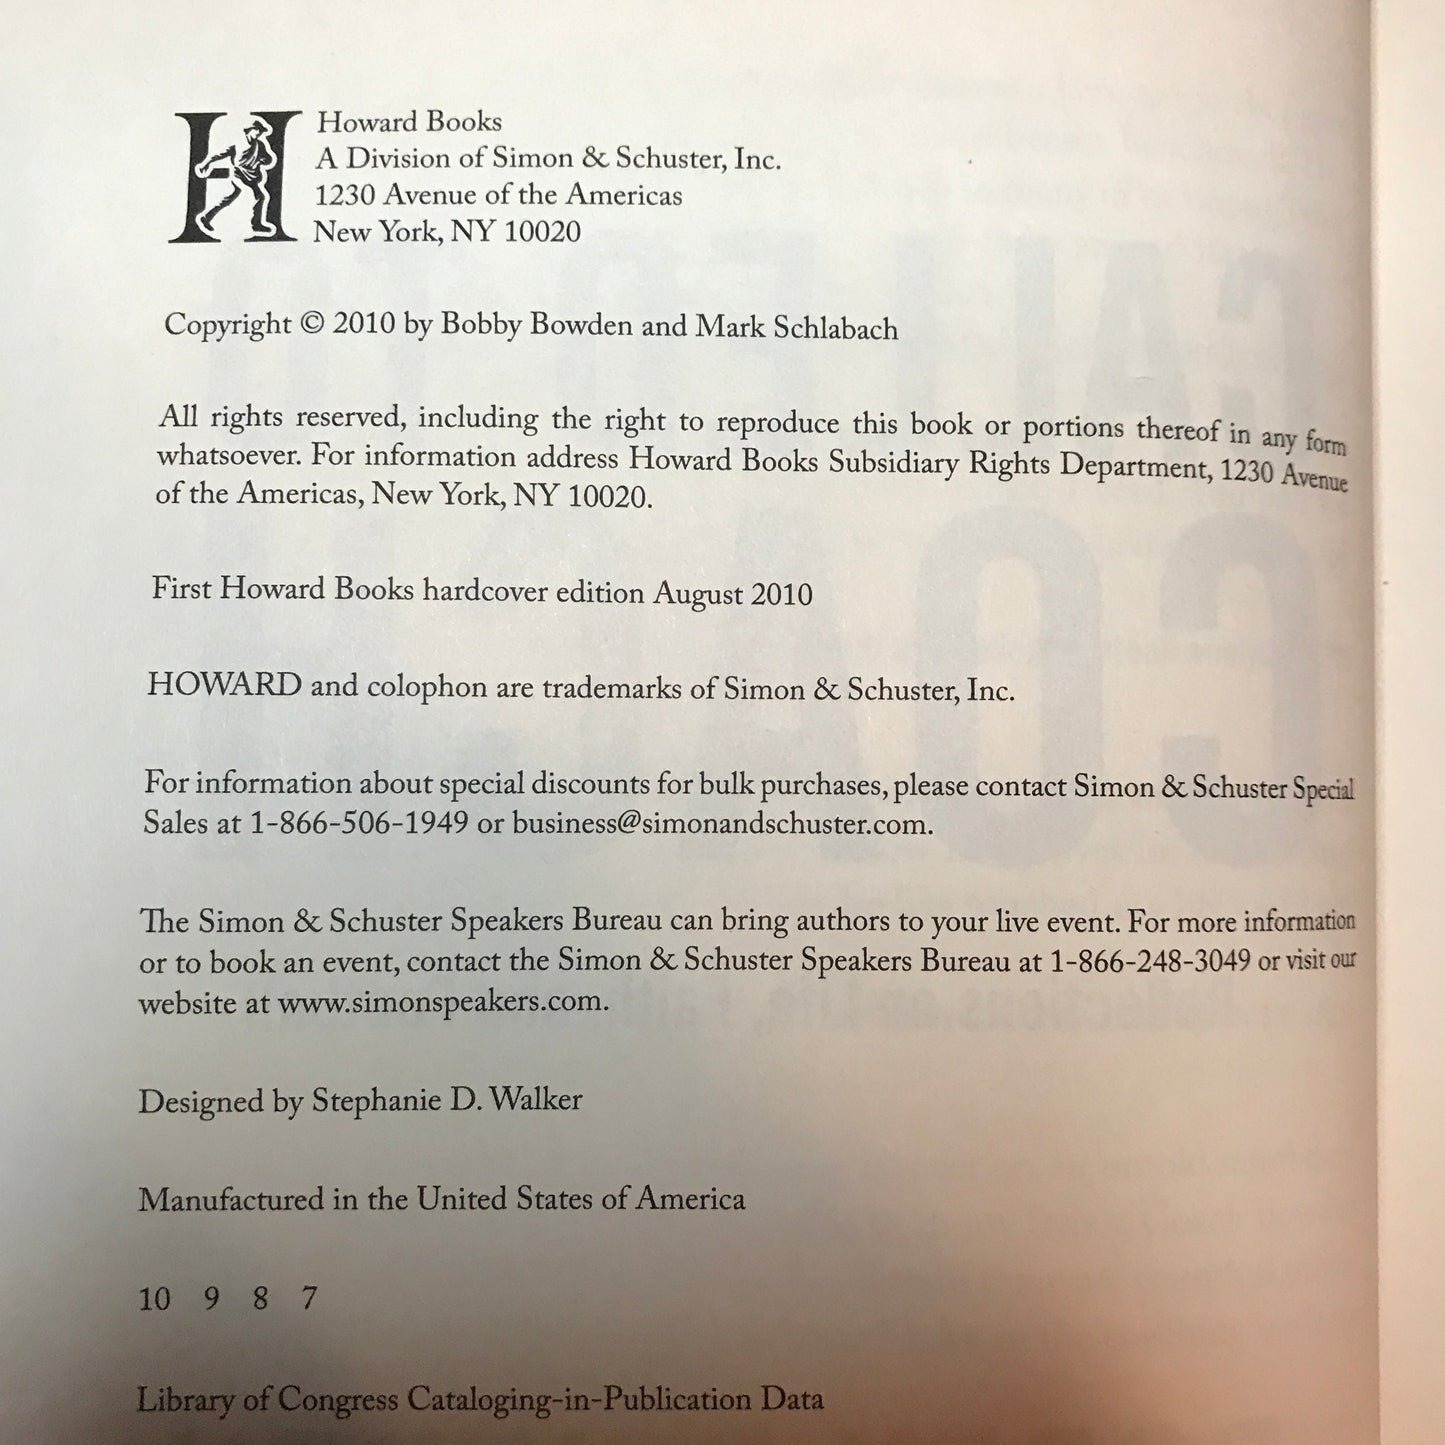 H
Howard Books
A Division of Simon & Schuster, Inc.
1230 Avenue of the Americas
New York, NY 10020
Copyright © 2010 by Bobby Bowden and Mark Schlabach
All rights reserved, including the right to reproduce this book or portions thereof in any form
whatsoever. For information address Howard Books Subsidiary Rights Department, 1230 Avenue
of the Americas, New York, NY 10020.
First Howard Books hardcover edition August 2010
HOWARD and colophon are trademarks of Simon & Schuster, Inc.
For information about special discounts for bulk purchases, please contact Simon & Schuster Special
Sales at 1-866-506-1949 or business@simonandschuster.com.
The Simon & Schuster Speakers Bureau can bring authors to your live event. For more information
or to book an event, contact the Simon & Schuster Speakers Bureau at 1-866-248-3049 or visit our
website at www.simonspeakers.com.
Designed by Stephanie D. Walker
Manufactured in the United States of America
10 9 8 7
Library of Congress Cataloging-in-Publication Data